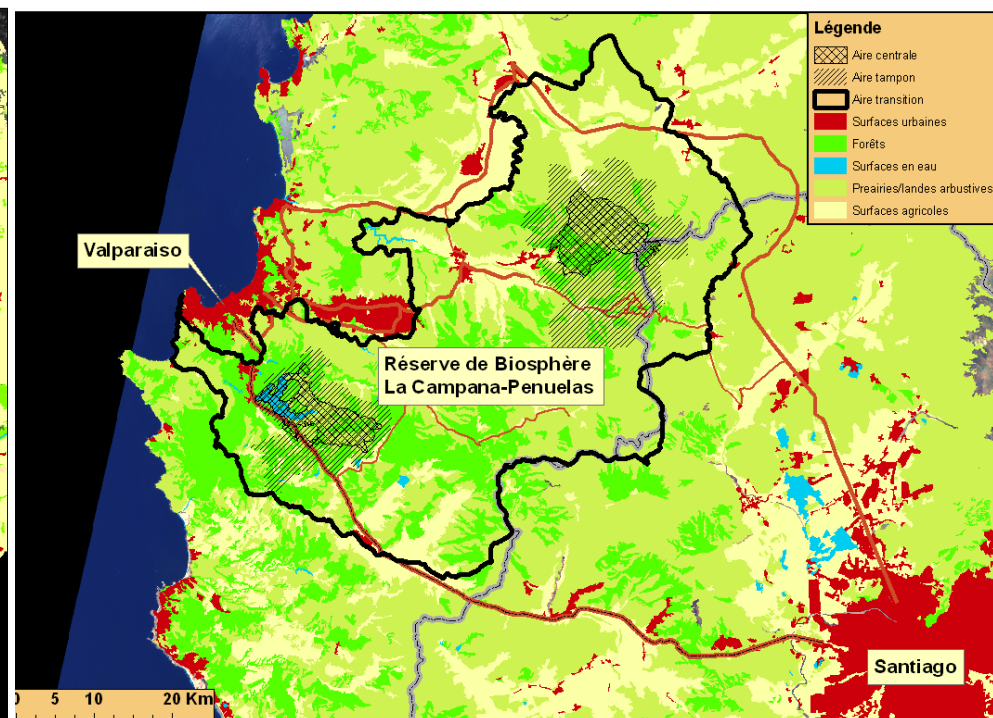 Légende
Aire centrale
Aire tampon
Aire transition
Surfaces urbaines
Forêts
Surfaces en eau
Preairies/landes arbustives
Surfaces agricoles
Valparaiso
Réserve de Biosphère
La Campana-Penuelas
Santiago
0 5 10 20 Km